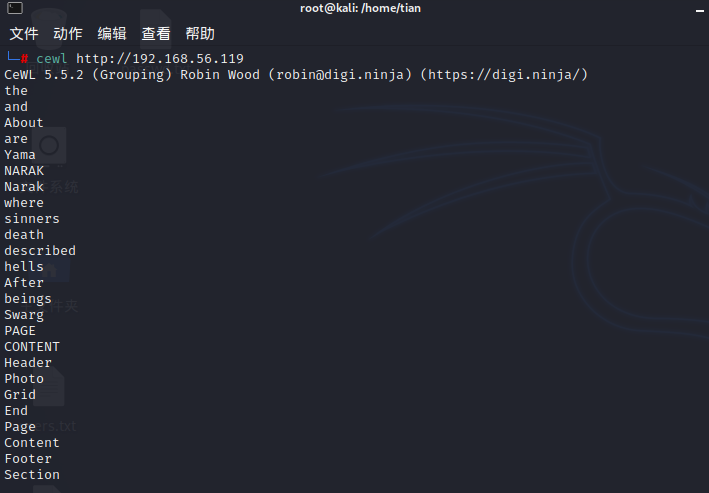 root@kali: /home/tian
文件 动作 编辑 查看 帮助
└─# cewl http://192.168.56.119
CeWL 5.5.2 (Grouping) Robin Wood (robin@digi.ninja) (https://digi.ninja/)
the
and
About
are
Yama
NARAK
Narak
where
sinners
death
described
hells
After
beings
Swarg
PAGE
CONTENT
Header
Photo
Grid
End
Page
Content
Footer
Section